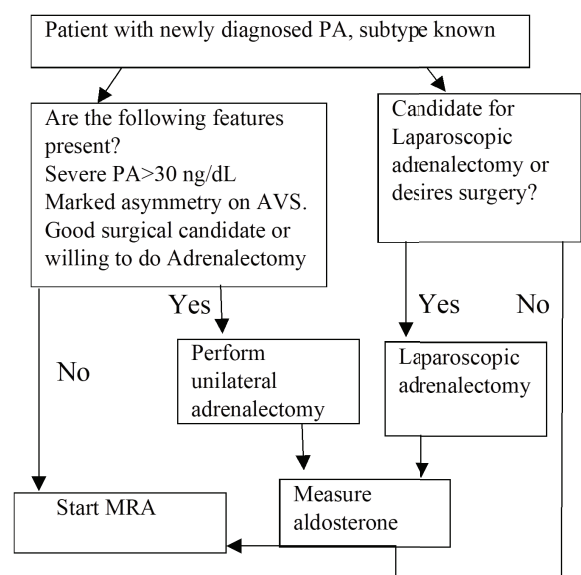 Patient with newly diagnosed PA, subtype known
Are the following features
present?
Severe PA>30 ng/dL
Marked asymmetry on AVS.
Good surgical candidate or
willing to do Adrenalectomy
Candidate for
Laparoscopic
adrenalectomy or
desires surgery?
Yes
No
Yes
No
Perform
unilateral
adrenalectomy
Laparoscopic
adrenalectomy
Start MRA
Measure
aldosterone